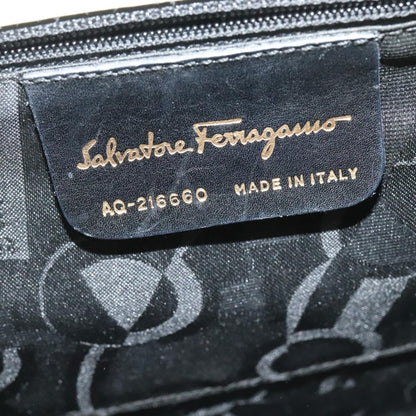 Salvatore Ferragamo
AQ-216660 MADE IN ITALY